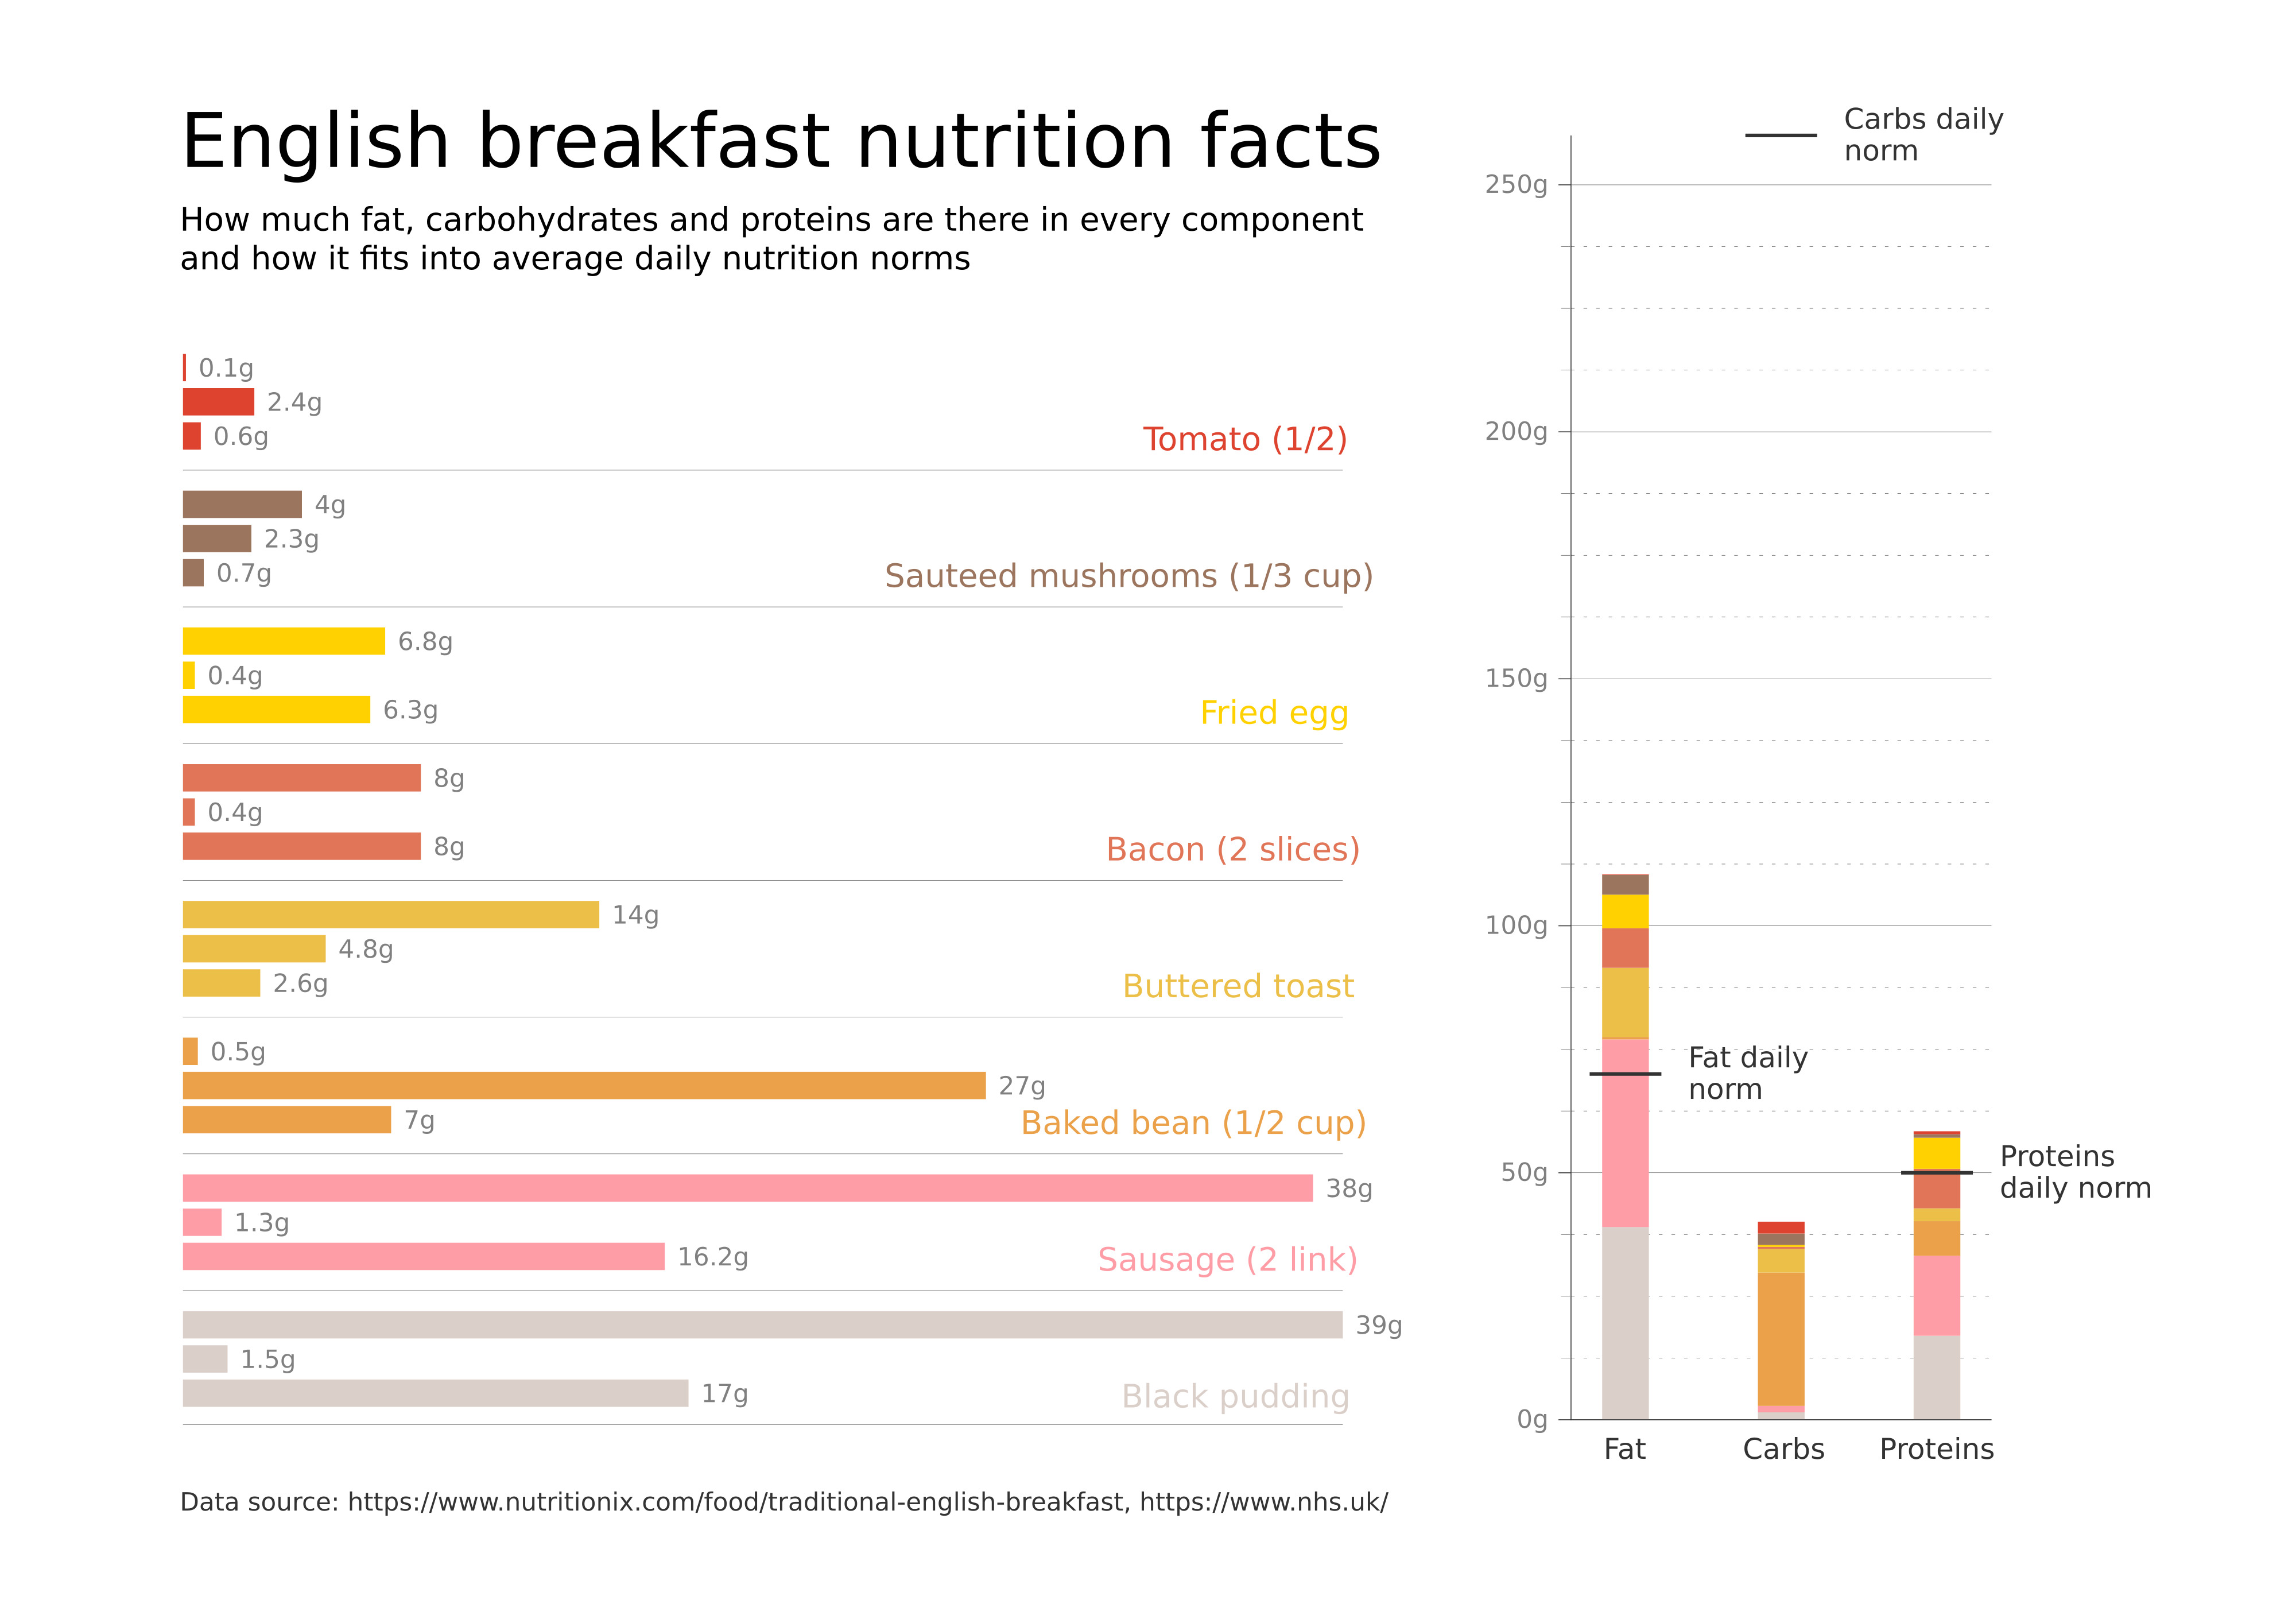 English breakfast nutrition facts
How much fat, carbohydrates and proteins are there in every component
and how it fits into average daily nutrition norms
0.1g
2.4g
0.6g
Tomato (1/2)
4g
2.3g
0.7g
Sauteed mushrooms (1/3 cup)
6.8g
0.4g
6.3g
Fried egg
8g
0.4g
8g
Bacon (2 slices)
14g
4.8g
2.6g
Buttered toast
0.5g
27g
7g
Baked bean (1/2 cup)
38g
1.3g
16.2g
Sausage (2 link)
39g
1.5g
17g
Black pudding
Data source: https://www.nutritionix.com/food/traditional-english-breakfast, https://www.nhs.uk/
Carbs daily
norm
250g
200g
150g
100g
Fat daily
norm
50g
Proteins
daily norm
0g
Fat
Carbs
Proteins